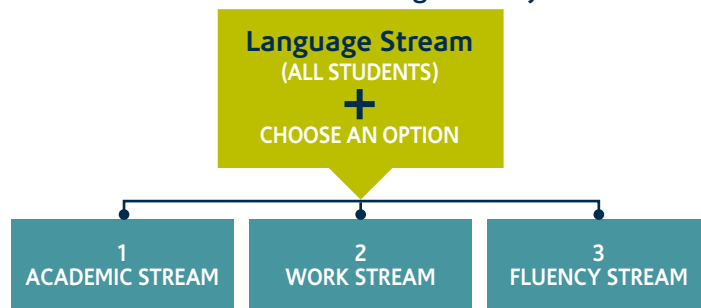 Language Stream
(ALL STUDENTS)
+
CHOOSE AN OPTION
1
ACADEMIC STREAM
2
WORK STREAM
3
FLUENCY STREAM